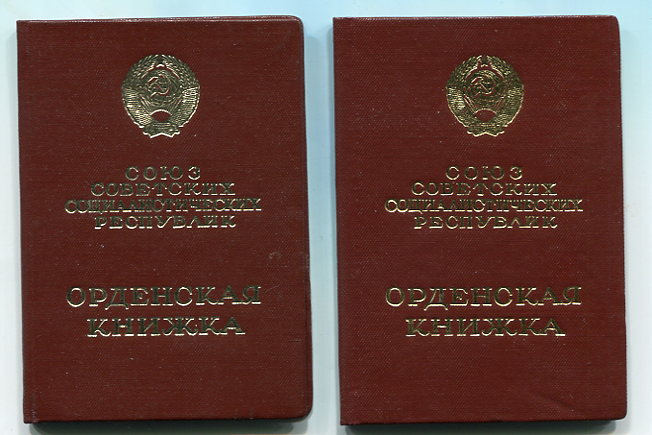 СОЮЗ
СОВЕТСКИХ
СОЦИАЛИСТИЧЕСКИХ
РЕСПУБЛИК
ОРДЕНСКАЯ
КНИЖКА
СОЮЗ
СОВЕТСКИХ
СОЦИАЛИСТИЧЕСКИХ
РЕСПУБЛИК
ОРДЕНСКАЯ
КНИЖКА